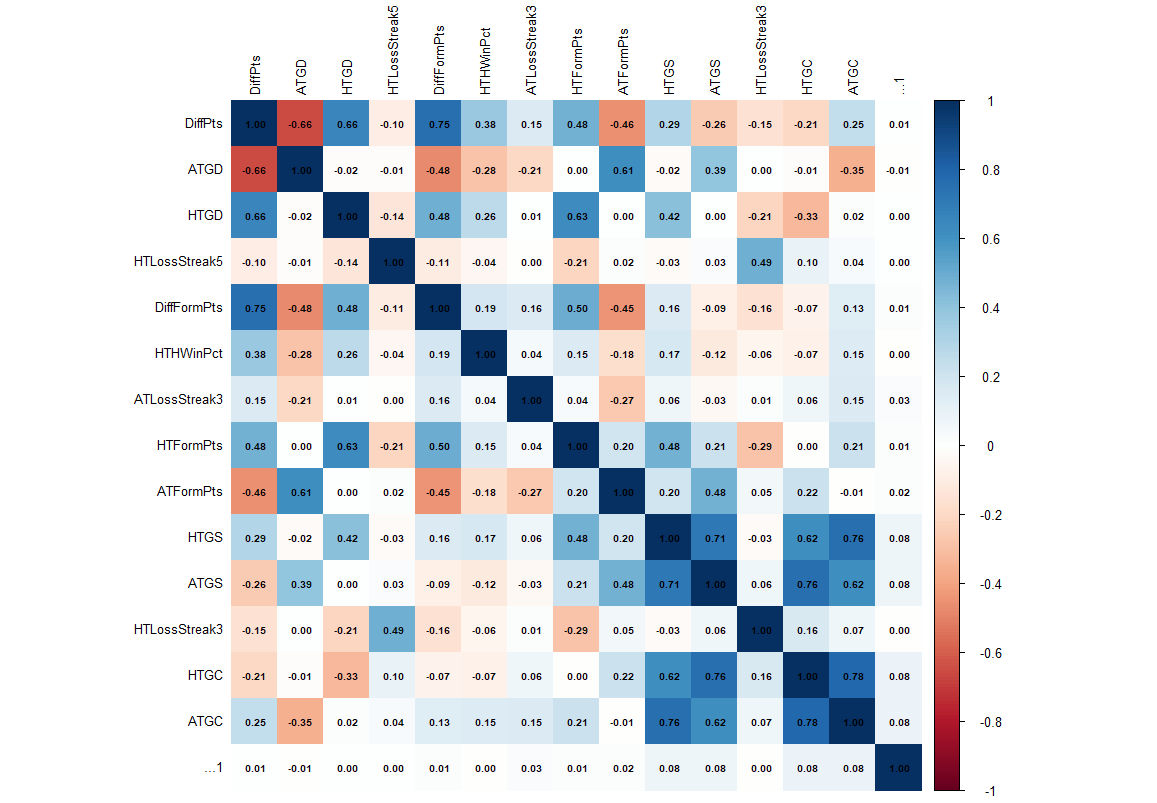 DiffPts ATGD HTGD HTLossStreak5 DiffFormPts HTHWinPct ATLossStreak3 HTFormPts ATFormPts HTGS ATGS HTLossStreak3 HTGC ATGC ...1
DiffPts 1.00 -0.66 0.66 -0.10 0.75 0.38 0.15 0.48 -0.46 0.29 -0.26 -0.15 -0.21 0.25 0.01
ATGD -0.66 1.00 -0.02 -0.01 -0.48 -0.28 -0.21 0.00 0.61 -0.02 0.39 0.00 -0.01 -0.35 -0.01
HTGD 0.66 -0.02 1.00 -0.14 0.48 0.26 0.01 0.63 0.00 0.42 0.00 -0.21 -0.33 0.02 0.00
HTLossStreak5 -0.10 -0.01 -0.14 1.00 -0.11 -0.04 0.00 -0.21 0.02 -0.03 0.03 0.49 0.10 0.04 0.00
DiffFormPts 0.75 -0.48 0.48 -0.11 1.00 0.19 0.16 0.50 -0.45 0.16 -0.09 -0.16 -0.07 0.13 0.01
HTHWinPct 0.38 -0.28 0.26 -0.04 0.19 1.00 0.04 0.15 -0.18 0.17 -0.12 -0.06 -0.07 0.15 0.00
ATLossStreak3 0.15 -0.21 0.01 0.00 0.16 0.04 1.00 0.04 -0.27 0.06 -0.03 0.01 0.06 0.15 0.03
HTFormPts 0.48 0.00 0.63 -0.21 0.50 0.15 0.04 1.00 0.20 0.48 0.21 -0.29 0.00 0.21 0.01
ATFormPts -0.46 0.61 0.00 0.02 -0.45 -0.18 -0.27 0.20 1.00 0.20 0.48 0.05 0.22 -0.01 0.02
HTGS 0.29 -0.02 0.42 -0.03 0.16 0.17 0.06 0.48 0.20 1.00 0.71 -0.03 0.62 0.76 0.08
ATGS -0.26 0.39 0.00 0.03 -0.09 -0.12 -0.03 0.21 0.48 0.71 1.00 0.06 0.76 0.62 0.08
HTLossStreak3 -0.15 0.00 -0.21 0.49 -0.16 -0.06 0.01 -0.29 0.05 -0.03 0.06 1.00 0.16 0.07 0.00
HTGC -0.21 -0.01 -0.33 0.10 -0.07 -0.07 0.06 0.00 0.22 0.62 0.76 0.16 1.00 0.78 0.08
ATGC 0.25 -0.35 0.02 0.04 0.13 0.15 0.15 0.21 -0.01 0.76 0.62 0.07 0.78 1.00 0.08
...1 0.01 -0.01 0.00 0.00 0.01 0.00 0.03 0.01 0.02 0.08 0.08 0.00 0.08 0.08 1.00
1
0.8
0.6
0.4
0.2
0
-0.2
-0.4
-0.6
-0.8
-1